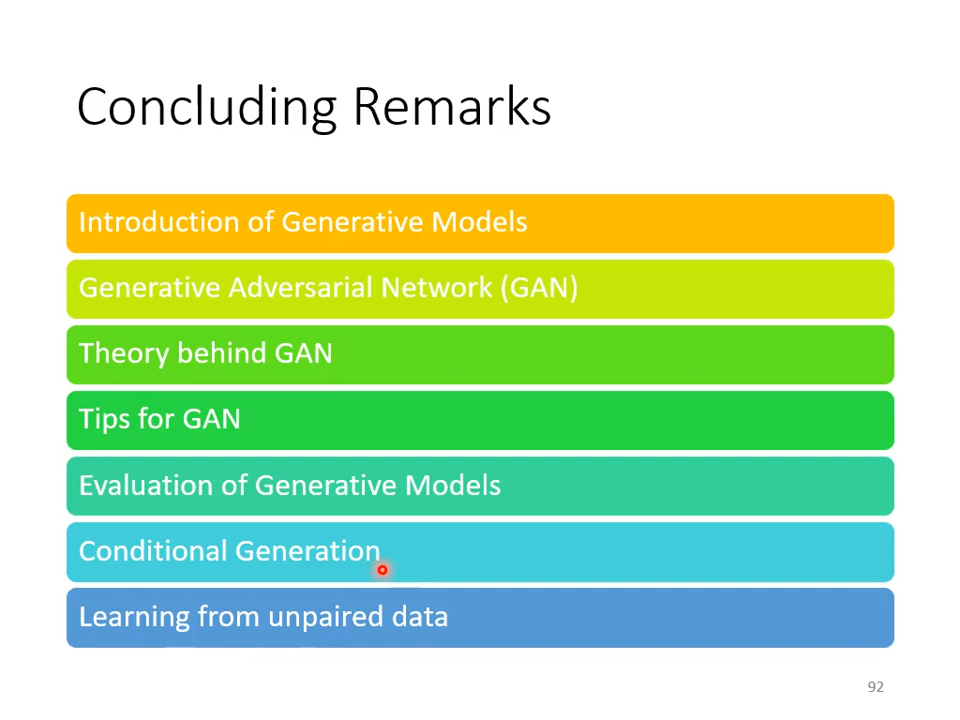 Concluding Remarks
Introduction of Generative Models
Generative Adversarial Network (GAN)
Theory behind GAN
Tips for GAN
Evaluation of Generative Models
Conditional Generation
Learning from unpaired data
92